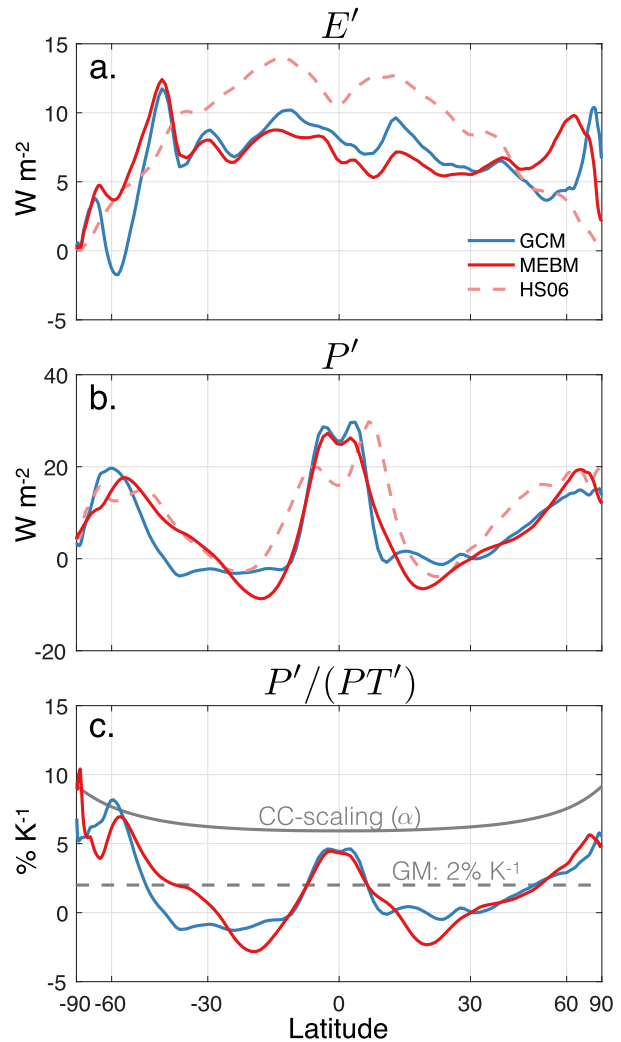 E′
a.
15
10
5
0
-5
W m-2
GCM
MEBM
HS06
P′
b.
40
20
0
-20
W m-2
P′/(PT′)
c.
15
10
5
0
-5
% K-1
CC-scaling (α)
GM: 2% K-1
-90 -60 -30 0 30 60 90
Latitude